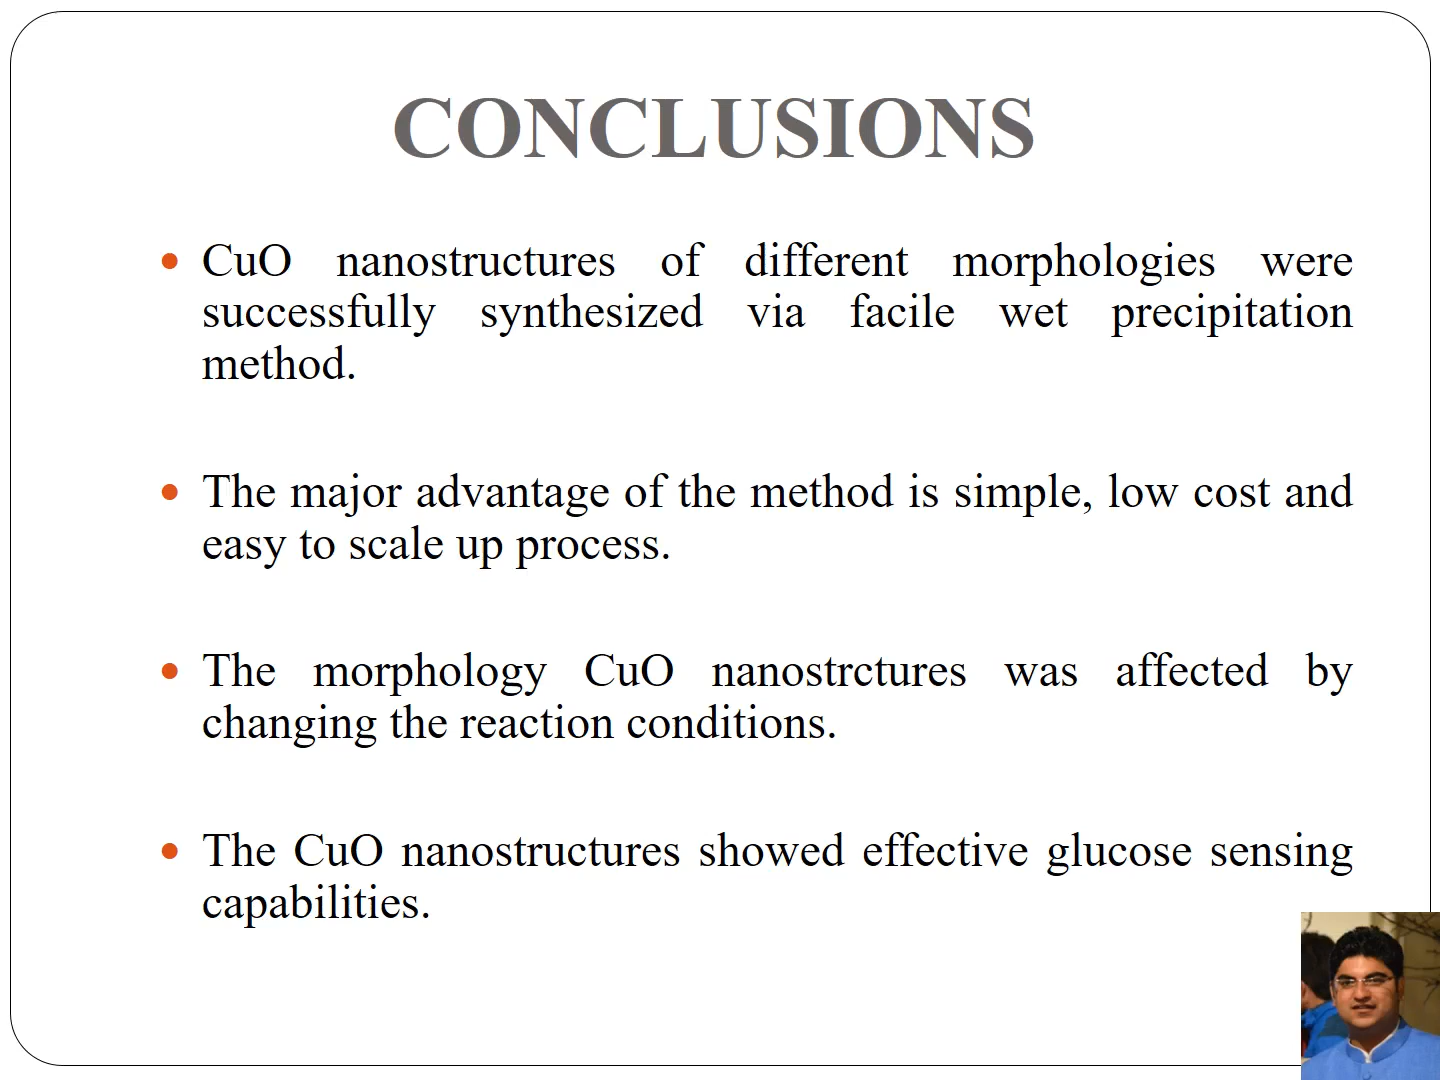 CONCLUSIONS
CuO nanostructures of different morphologies were
successfully synthesized via facile wet precipitation
method.
The major advantage of the method is simple, low cost and
easy to scale up process.
The morphology CuO nanostrctures was affected by
changing the reaction conditions.
The CuO nanostructures showed effective glucose sensing
capabilities.